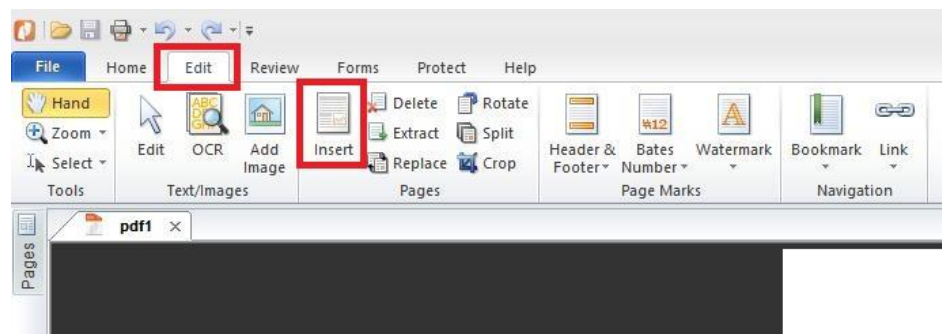 File Home Edit Review Forms Protect Help
Hand
Zoom
Select
Tools
Edit
OCR
Add
Image
Text/Images
Insert
Delete
Extract
Replace
Rotate
Split
Crop
Pages
Header &
Footer
Bates
Number
Watermark
Page Marks
Bookmark
Link
Navigation
Pages
pdf1